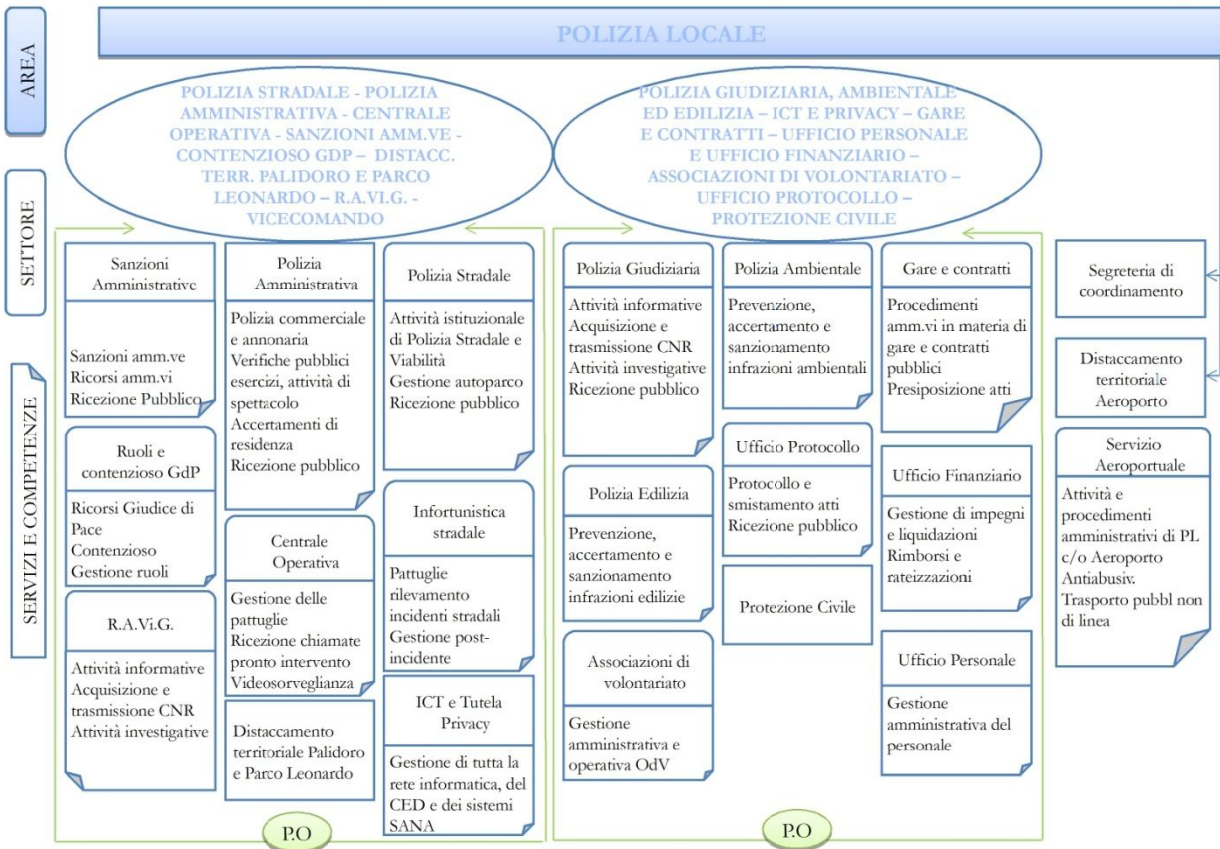 AREA
POLIZIA LOCALE
POLIZIA STRADALE - POLIZIA
AMMINISTRATIVA - CENTRALE
OPERATIVA - SANZIONI AMM.VE -
CONTENZIOSO GDP – DISTACC.
TERR. PALIDORO E PARCO
LEONARDO – R.A.VI.G. -
VICECOMANDO
POLIZIA GIUDIZIARIA, AMBIENTALE
ED EDILIZIA – ICT E PRIVACY – GARE
E CONTRATTI – UFFICIO PERSONALE
E UFFICIO FINANZIARIO –
ASSOCIAZIONI DI VOLONTARIATO –
UFFICIO PROTOCOLLO –
PROTEZIONE CIVILE
SETTORE
SERVIZI E COMPETENZE
Sanzioni
Amministrative
Sanzioni amm.ve
Ricorsi amm.vi
Ricezione Pubblico
Ruoli e
contenzioso GdP
Ricorsi Giudice di
Pace
Contenzioso
Gestione ruoli
R.A.Vi.G.
Attività informative
Acquisizione e
trasmissione CNR
Attività investigative
Polizia
Amministrativa
Polizia commerciale
e annonaria
Verifiche pubblici
esercizi, attività di
spettacolo
Accertamenti di
residenza
Ricezione pubblico
Centrale
Operativa
Gestione delle
pattuglie
Ricezione chiamate
pronto intervento
Videosorveglianza
Distaccamento
territoriale Palidoro
e Parco Leonardo
Polizia Stradale
Attività istituzionale
di Polizia Stradale e
Viabilità
Gestione autoparco
Ricezione pubblico
Infortunistica
stradale
Pattuglie
rilevamento
incidenti stradali
Gestione post-
incidente
ICT e Tutela
Privacy
Gestione di tutta la
rete informatica, del
CED e dei sistemi
SANA
P.O
Polizia Giudiziaria
Attività informative
Acquisizione e
trasmissione CNR
Attività investigative
Ricezione pubblico
Polizia Edilizia
Prevenzione,
accertamento e
sanzionamento
infrazioni edilizie
Associazioni di
volontariato
Gestione
amministrativa e
operativa OdV
Polizia Ambientale
Prevenzione,
accertamento e
sanzionamento
infrazioni ambientali
Ufficio Protocollo
Protocollo e
smistamento atti
Ricezione pubblico
Protezione Civile
Gare e contratti
Procedimenti
amm.vi in materia di
gare e contratti
pubblici
Presiposizione atti
Ufficio Finanziario
Gestione di impegni
e liquidazioni
Rimborsi e
rateizzazioni
Ufficio Personale
Gestione
amministrativa del
personale
P.O
Segreteria di
coordinamento
Distaccamento
territoriale
Aeroporto
Servizio
Aeroportuale
Attività e
procedimenti
amministrativi di PL
c/o Aeroporto
Antiabusiv.
Trasporto pubbl non
di linea